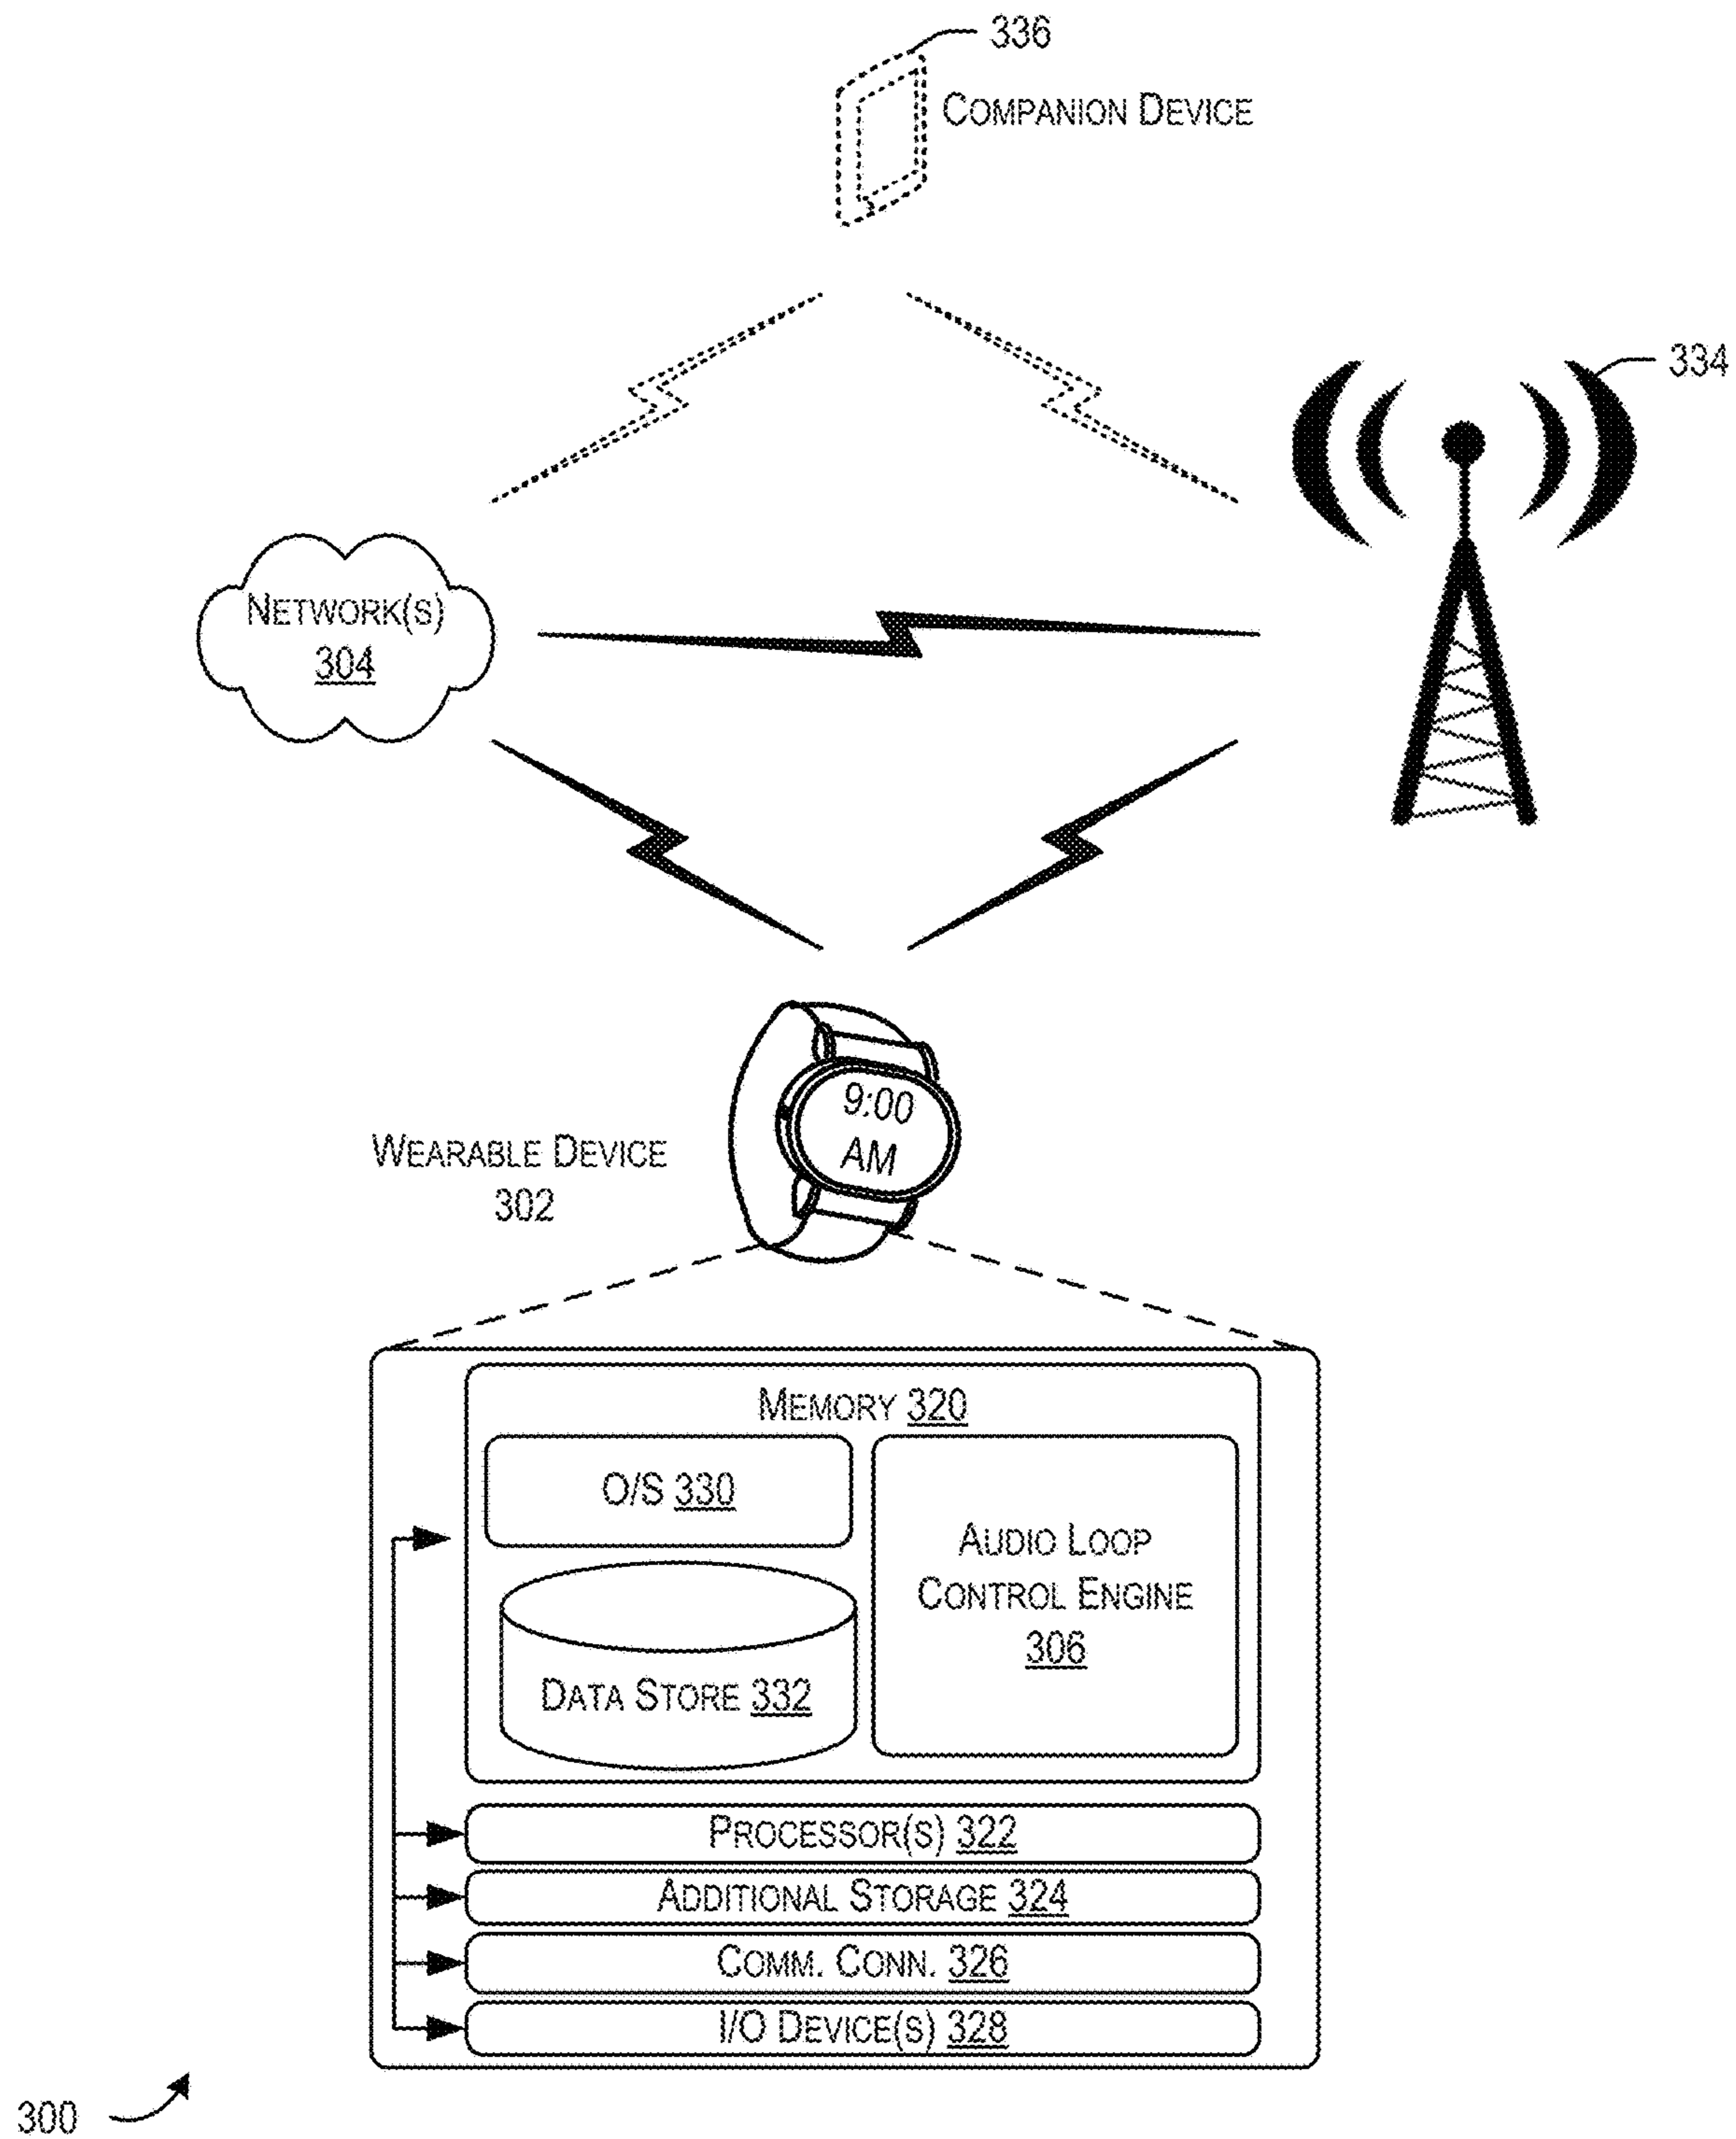 336
COMPANION DEVICE
334
NETWORK(S)
304
9:00
AM
WEARABLE DEVICE
302
MEMORY 320
O/S 330
AUDIO LOOP
CONTROL ENGINE
306
DATA STORE 332
PROCESSOR(S) 322
ADDITIONAL STORAGE 324
COMM. CONN. 326
I/O DEVICE(S) 328
300